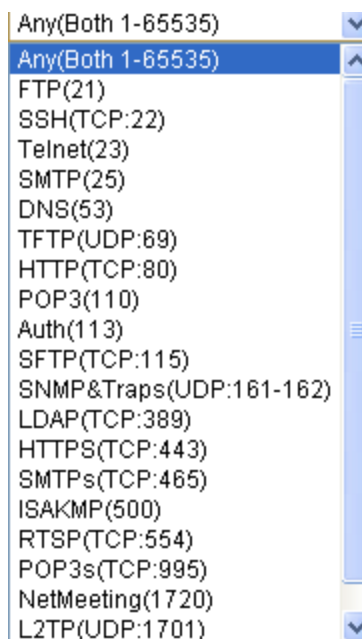 Any(Both 1-65535)
Any(Both 1-65535)
FTP(21)
SSH(TCP:22)
Telnet(23)
SMTP(25)
DNS(53)
TFTP(UDP:69)
HTTP(TCP:80)
POP3(110)
Auth(113)
SFTP(TCP:115)
SNMP&Traps(UDP:161-162)
LDAP(TCP:389)
HTTPS(TCP:443)
SMTPs(TCP:465)
ISAKMP(500)
RTSP(TCP:554)
POP3s(TCP:995)
NetMeeting(1720)
L2TP(UDP:1701)